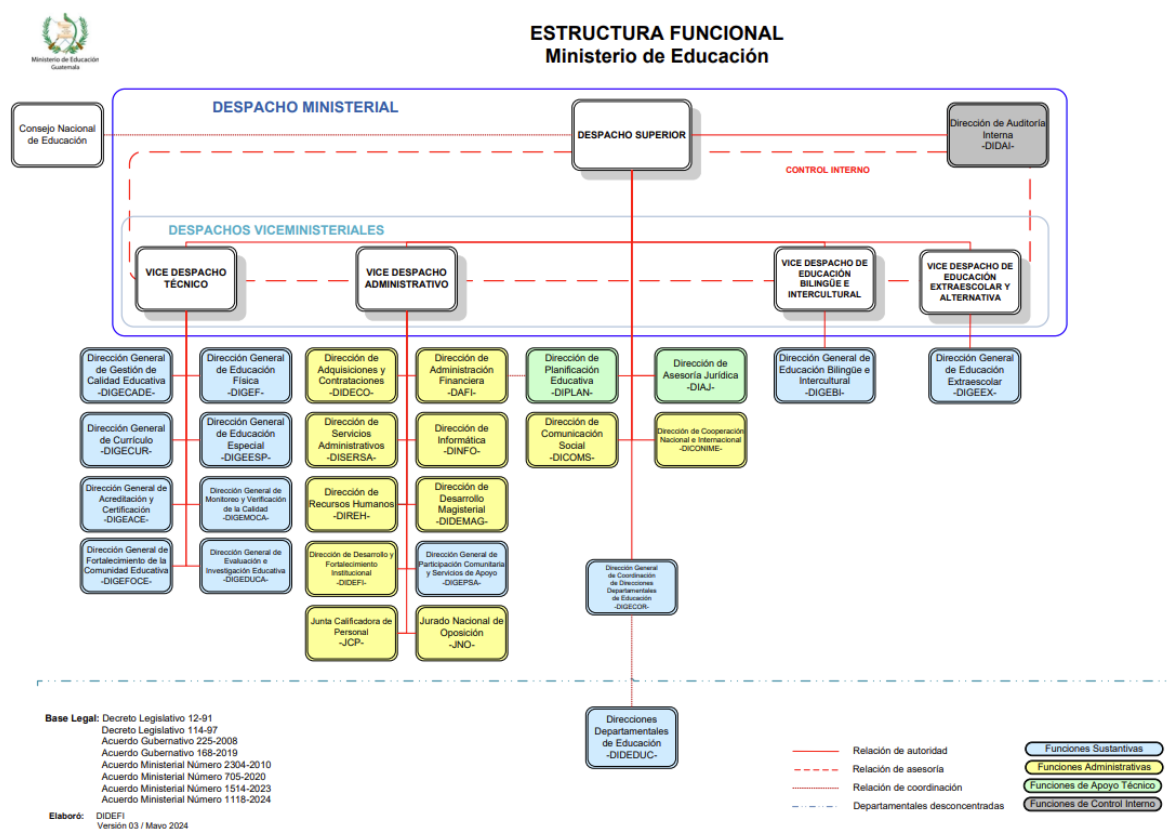 Ministerio de Educación
Guatemala
ESTRUCTURA FUNCIONAL
Ministerio de Educación
DESPACHO MINISTERIAL
Consejo Nacional
de Educación
DESPACHO SUPERIOR
Dirección de Auditoría
Interna
-DIDAI-
CONTROL INTERNO
DESPACHOS VICEMINISTERIALES
VICE DESPACHO
TÉCNICO
VICE DESPACHO
ADMINISTRATIVO
VICE DESPACHO DE
EDUCACIÓN
BILINGÜE E
INTERCULTURAL
VICE DESPACHO DE
EDUCACIÓN
EXTRAESCOLAR Y
ALTERNATIVA
Dirección General
de Gestión de
Calidad Educativa
-DIGECADE-
Dirección General
de Educación
Física
-DIGEF-
Dirección de
Adquisiciones y
Contrataciones
-DIDECO-
Dirección de
Administración
Financiera
-DAFI-
Dirección de
Planificación
Educativa
-DIPLAN-
Dirección de
Asesoría Jurídica
-DIAJ-
Dirección General de
Educación Bilingüe e
Intercultural
-DIGEBI-
Dirección General
de Educación
Extraescolar
-DIGEEX-
Dirección General
de Currículo
-DIGECUR-
Dirección General
de Educación
Especial
-DIGEESP-
Dirección de
Servicios
Administrativos
-DISERSA-
Dirección de
Informática
-DINFO-
Dirección de
Comunicación
Social
-DICOMS-
Dirección de Cooperación
Nacional e Internacional
-DICONIME-
Dirección General de
Acreditación y
Certificación
-DIGEACE-
Dirección General de
Monitoreo y Verificación
de la Calidad
-DIGEMOCA-
Dirección de
Recursos Humanos
-DIREH-
Dirección de
Desarrollo
Magisterial
-DIDEMAG-
Dirección General de
Fortalecimiento de la
Comunidad Educativa
-DIGEFOCE-
Dirección General de
Evaluación e
Investigación Educativa
-DIGEDUCA-
Dirección de Desarrollo y
Fortalecimiento
Institucional
-DIDEFI-
Dirección General de
Participación Comunitaria
y Servicios de Apoyo
-DIGEPSA-
Dirección General
de Coordinación
de Direcciones
Departamentales
de Educación
-DIGECOR-
Junta Calificadora de
Personal
-JCP-
Jurado Nacional de
Oposición
-JNO-
Direcciones
Departamentales
de Educación
-DIDEDUC-
Base Legal: Decreto Legislativo 12-91
Decreto Legislativo 114-97
Acuerdo Gubernativo 225-2008
Acuerdo Gubernativo 168-2019
Acuerdo Ministerial Número 2304-2010
Acuerdo Ministerial Número 705-2020
Acuerdo Ministerial Número 1514-2023
Acuerdo Ministerial Número 1118-2024
Elaboró: DIDEFI
Versión 03 / Mayo 2024
Relación de autoridad
Relación de asesoría
Relación de coordinación
Departamentales desconcentradas
Funciones Sustantivas
Funciones Administrativas
Funciones de Apoyo Técnico
Funciones de Control Interno